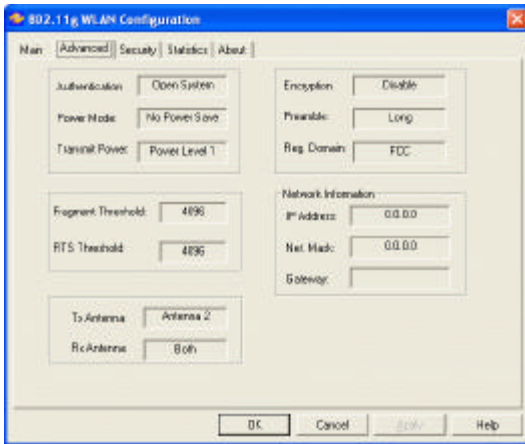 802.11g WLAN Configuration
Main Advanced Security Statistics About
Authentication Open System
Power Mode: No Power Save
Transmit Power: Power Level 1
Encryption Disable
Preamble: Long
Reg. Domain: FCC
Fragment Threshold: 4096
RTS Threshold 4096
Network Information
IP Address: 0.0.0.0
Net. Mask: 0.0.0.0
Gateway:
Tx Antenna: Antenna 2
Rx Antenna: Both
OK Cancel Apply Help